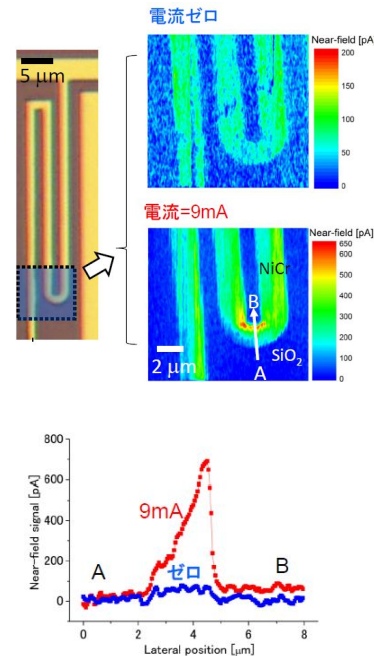 電流ゼロ
5 μm
Near-field [pA
200
150
100
50
0
電流=9mA
Near-field [pA]
650
600
500
400
300
200
100
0
NiCr
B
SiO2
A
2 μm
800
600
400
200
0
Near-field signal [pA]
9mA
ゼロ
A
B
0
2
4
6
8
Lateral position [μm]